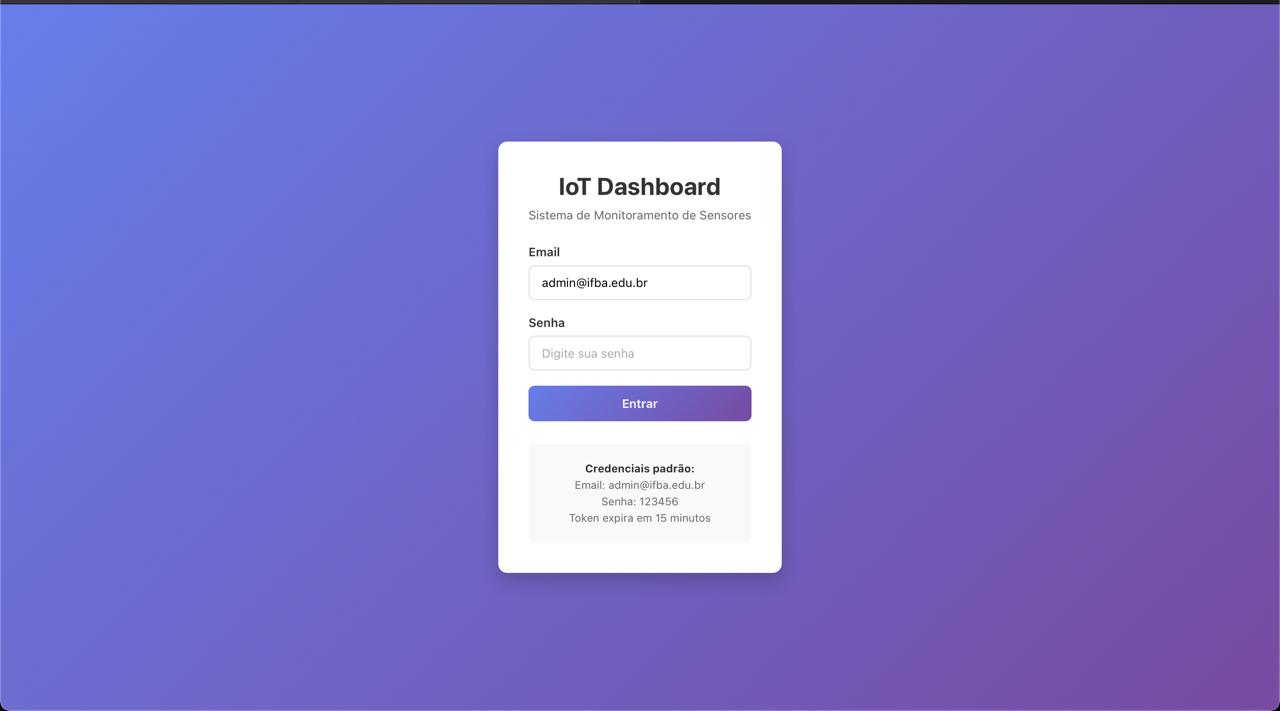 IoT Dashboard
Sistema de Monitoramento de Sensores
Email
admin@ifba.edu.br
Senha
Digite sua senha
Entrar
Credenciais padrão:
Email: admin@ifba.edu.br
Senha: 123456
Token expira em 15 minutos